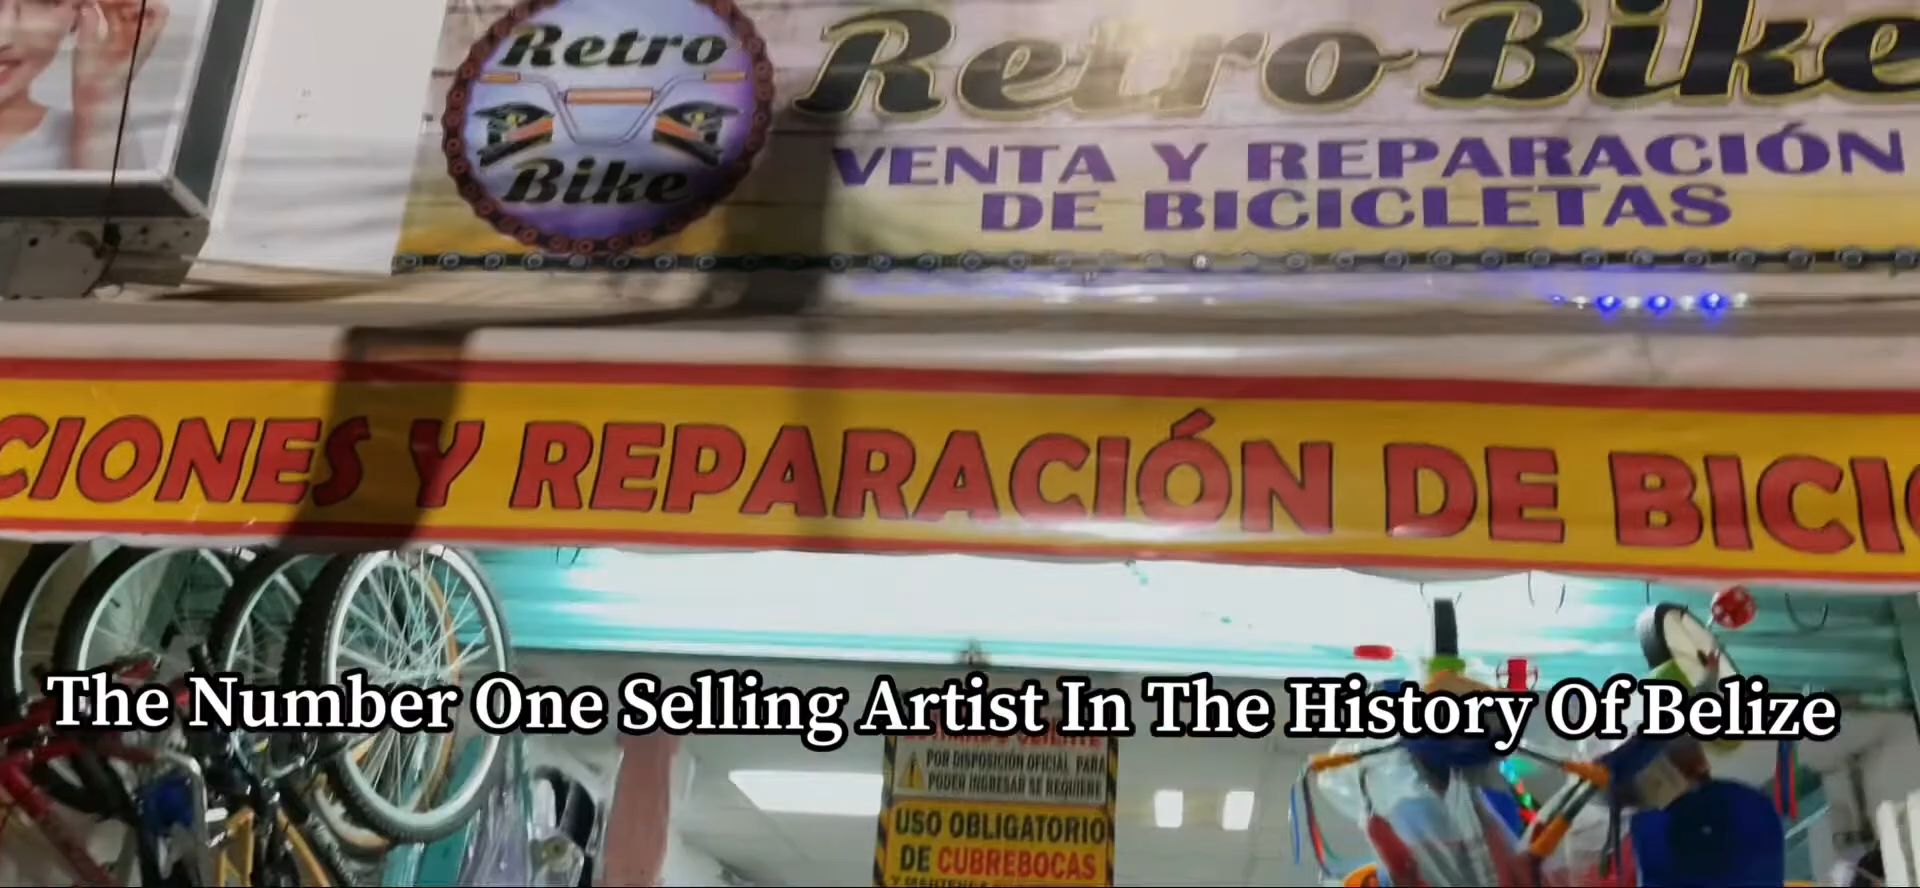 Retro
Bike
Retro Bike
VENTA Y REPARACIÓN
DE BICICLETAS
CIONES Y REPARACIÓN DE BICI
The Number One Selling Artist In The History Of Belize
POR DISPOSICIÓN OFICIAL PARA
PODER INGRESAR SE REQUIERE
USO OBLIGATORIO
DE CUBREBOCAS